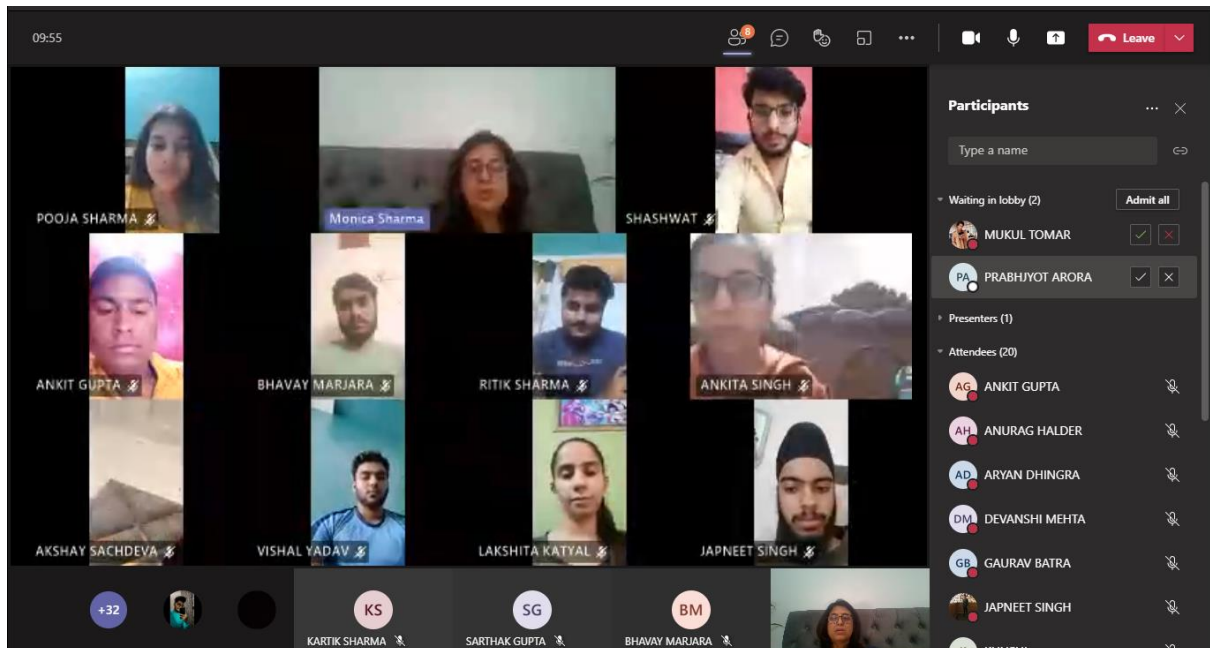 09:55
8
Leave
POOJA SHARMA
Monica Sharma
SHASHWAT
ANKIT GUPTA
BHAVAY MARJARA
RITIK SHARMA
ANKITA SINGH
AKSHAY SACHDEVA
VISHAL YADAV
LAKSHITA KATYAL
JAPNEET SINGH
+32
KS
KARTIK SHARMA
SG
SARTHAK GUPTA
BM
BHAVAY MARJARA
Participants
Type a name
Waiting in lobby (2)
Admit all
MUKUL TOMAR
PA PRABHJYOT ARORA
Presenters (1)
Attendees (20)
AG ANKIT GUPTA
AH ANURAG HALDER
AD ARYAN DHINGRA
DM DEVANSHI MEHTA
GB GAURAV BATRA
JAPNEET SINGH